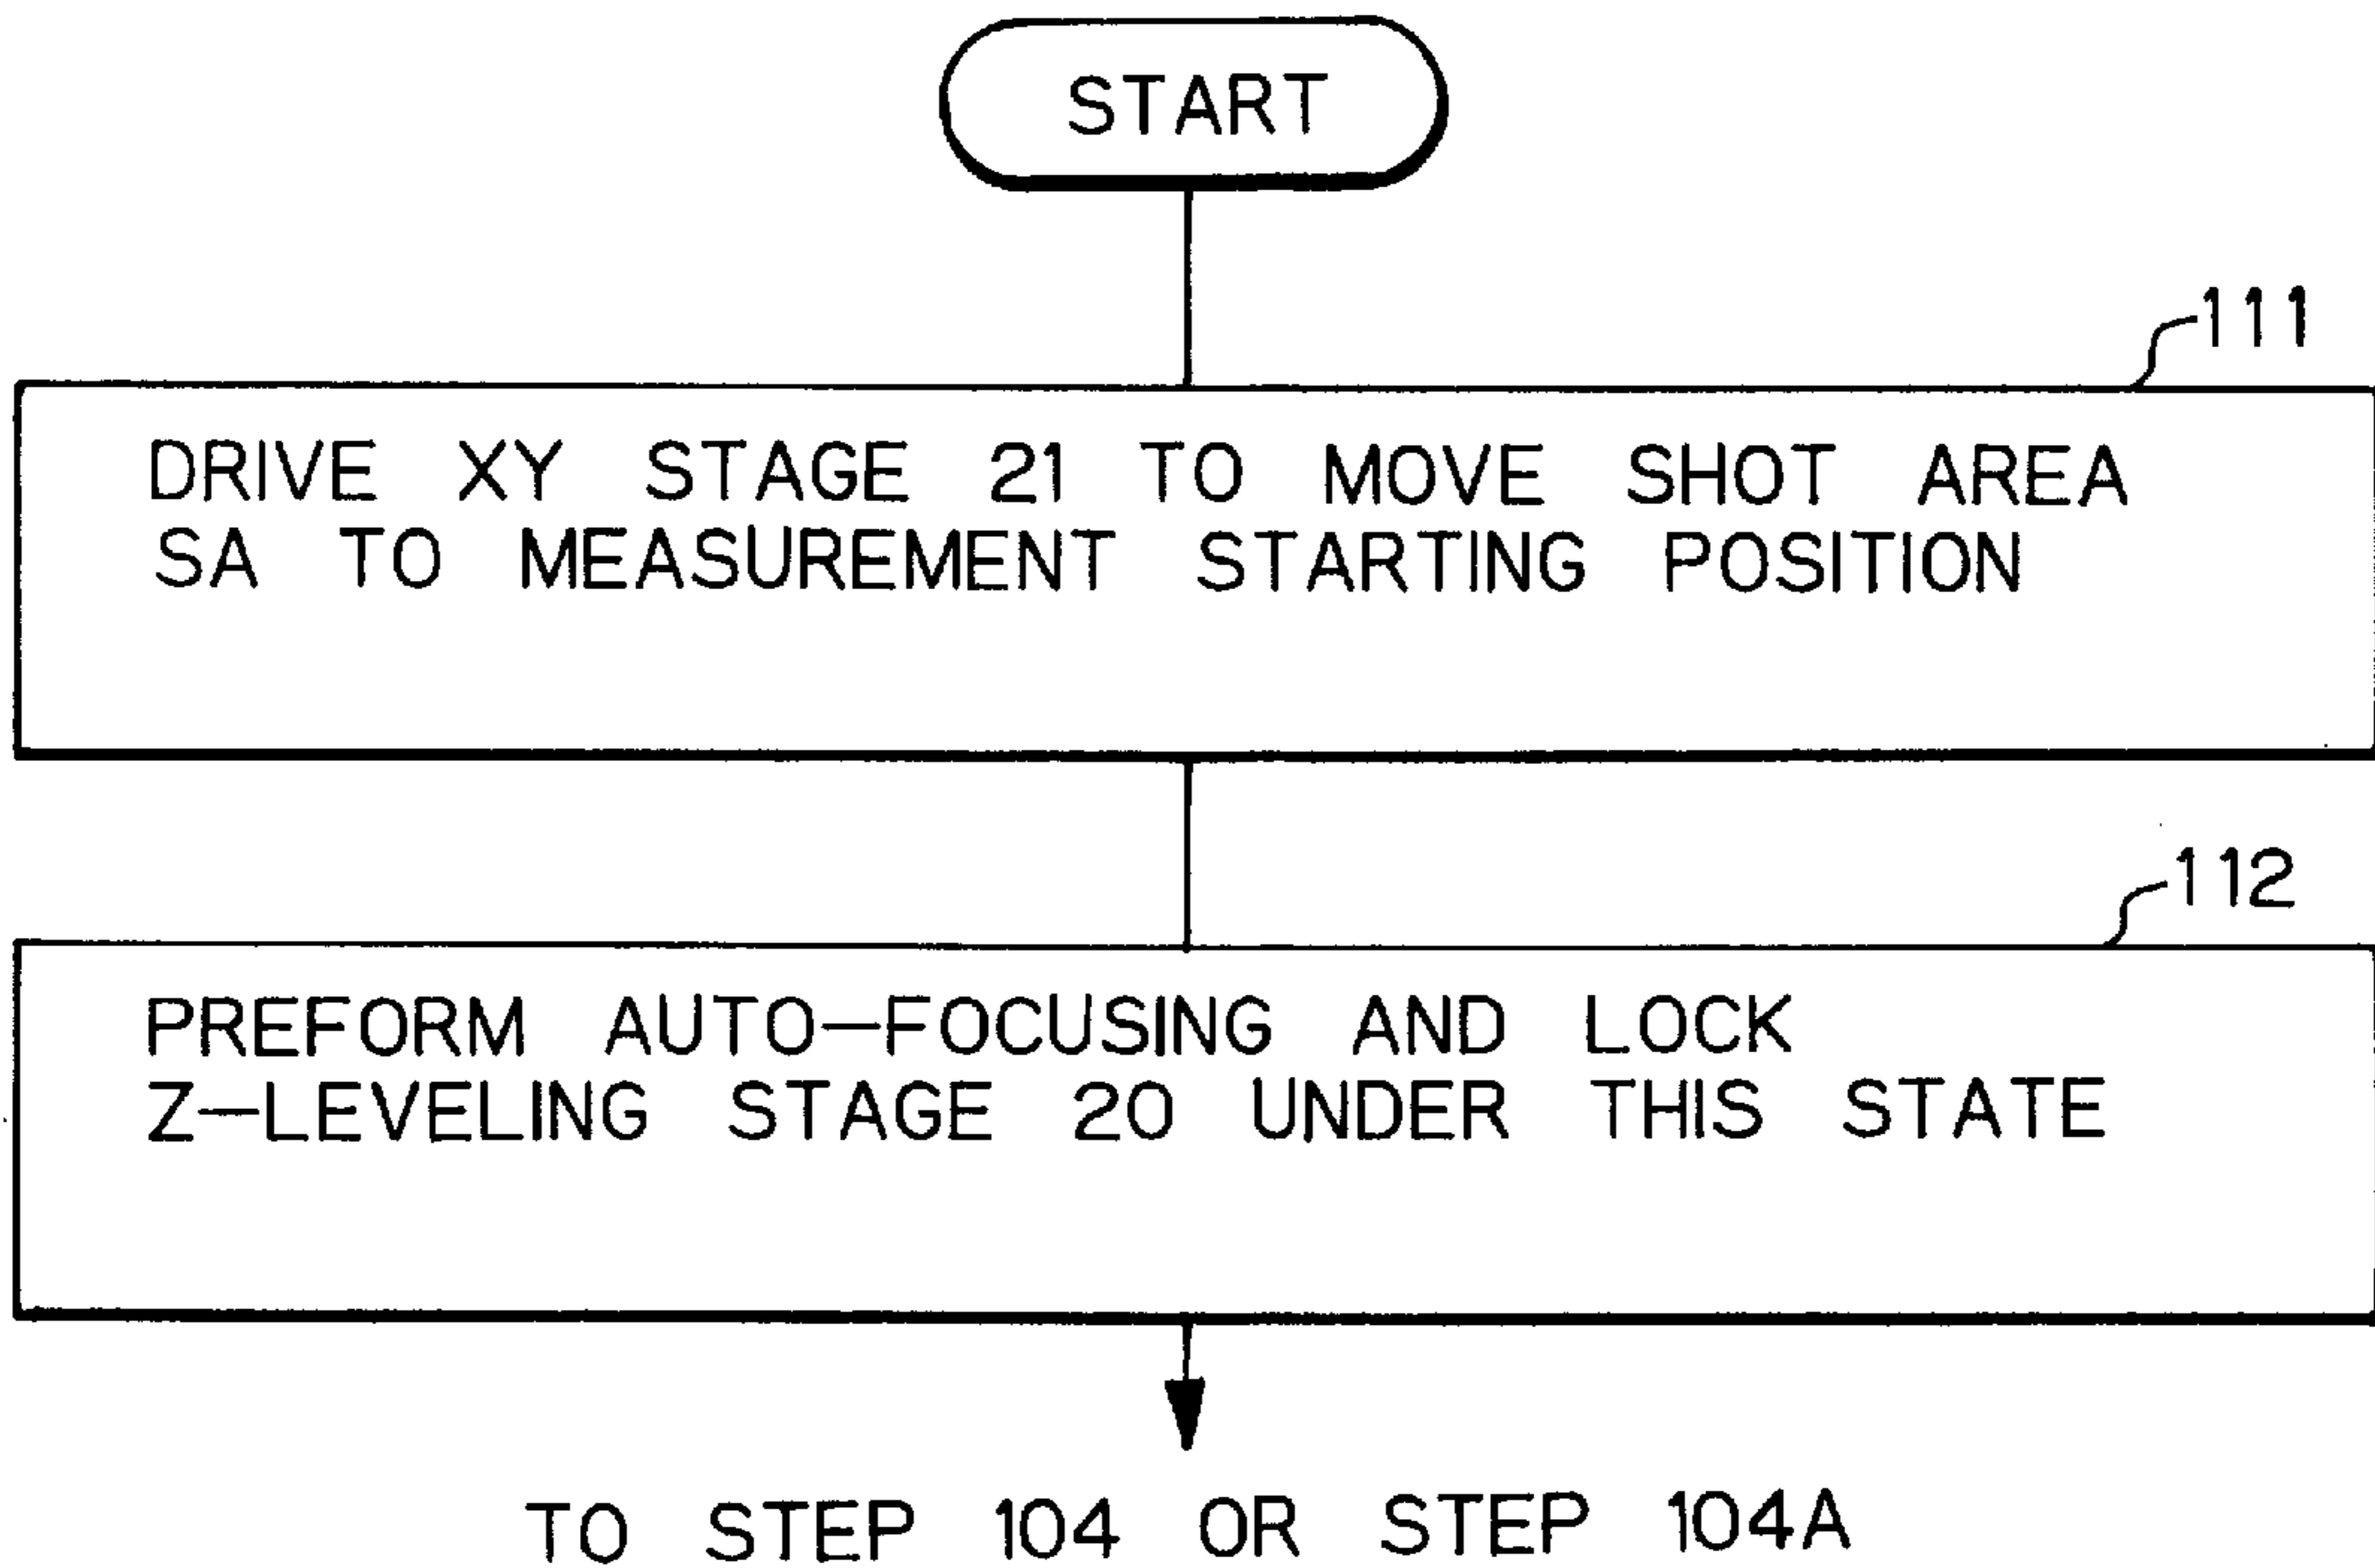 START
111
DRIVE XY STAGE 21 TO MOVE SHOT AREA
SA TO MEASUREMENT STARTING POSITION
112
PREFORM AUTO—FOCUSING AND LOCK
Z—LEVELING STAGE 20 UNDER THIS STATE
TO STEP 104 OR STEP 104A